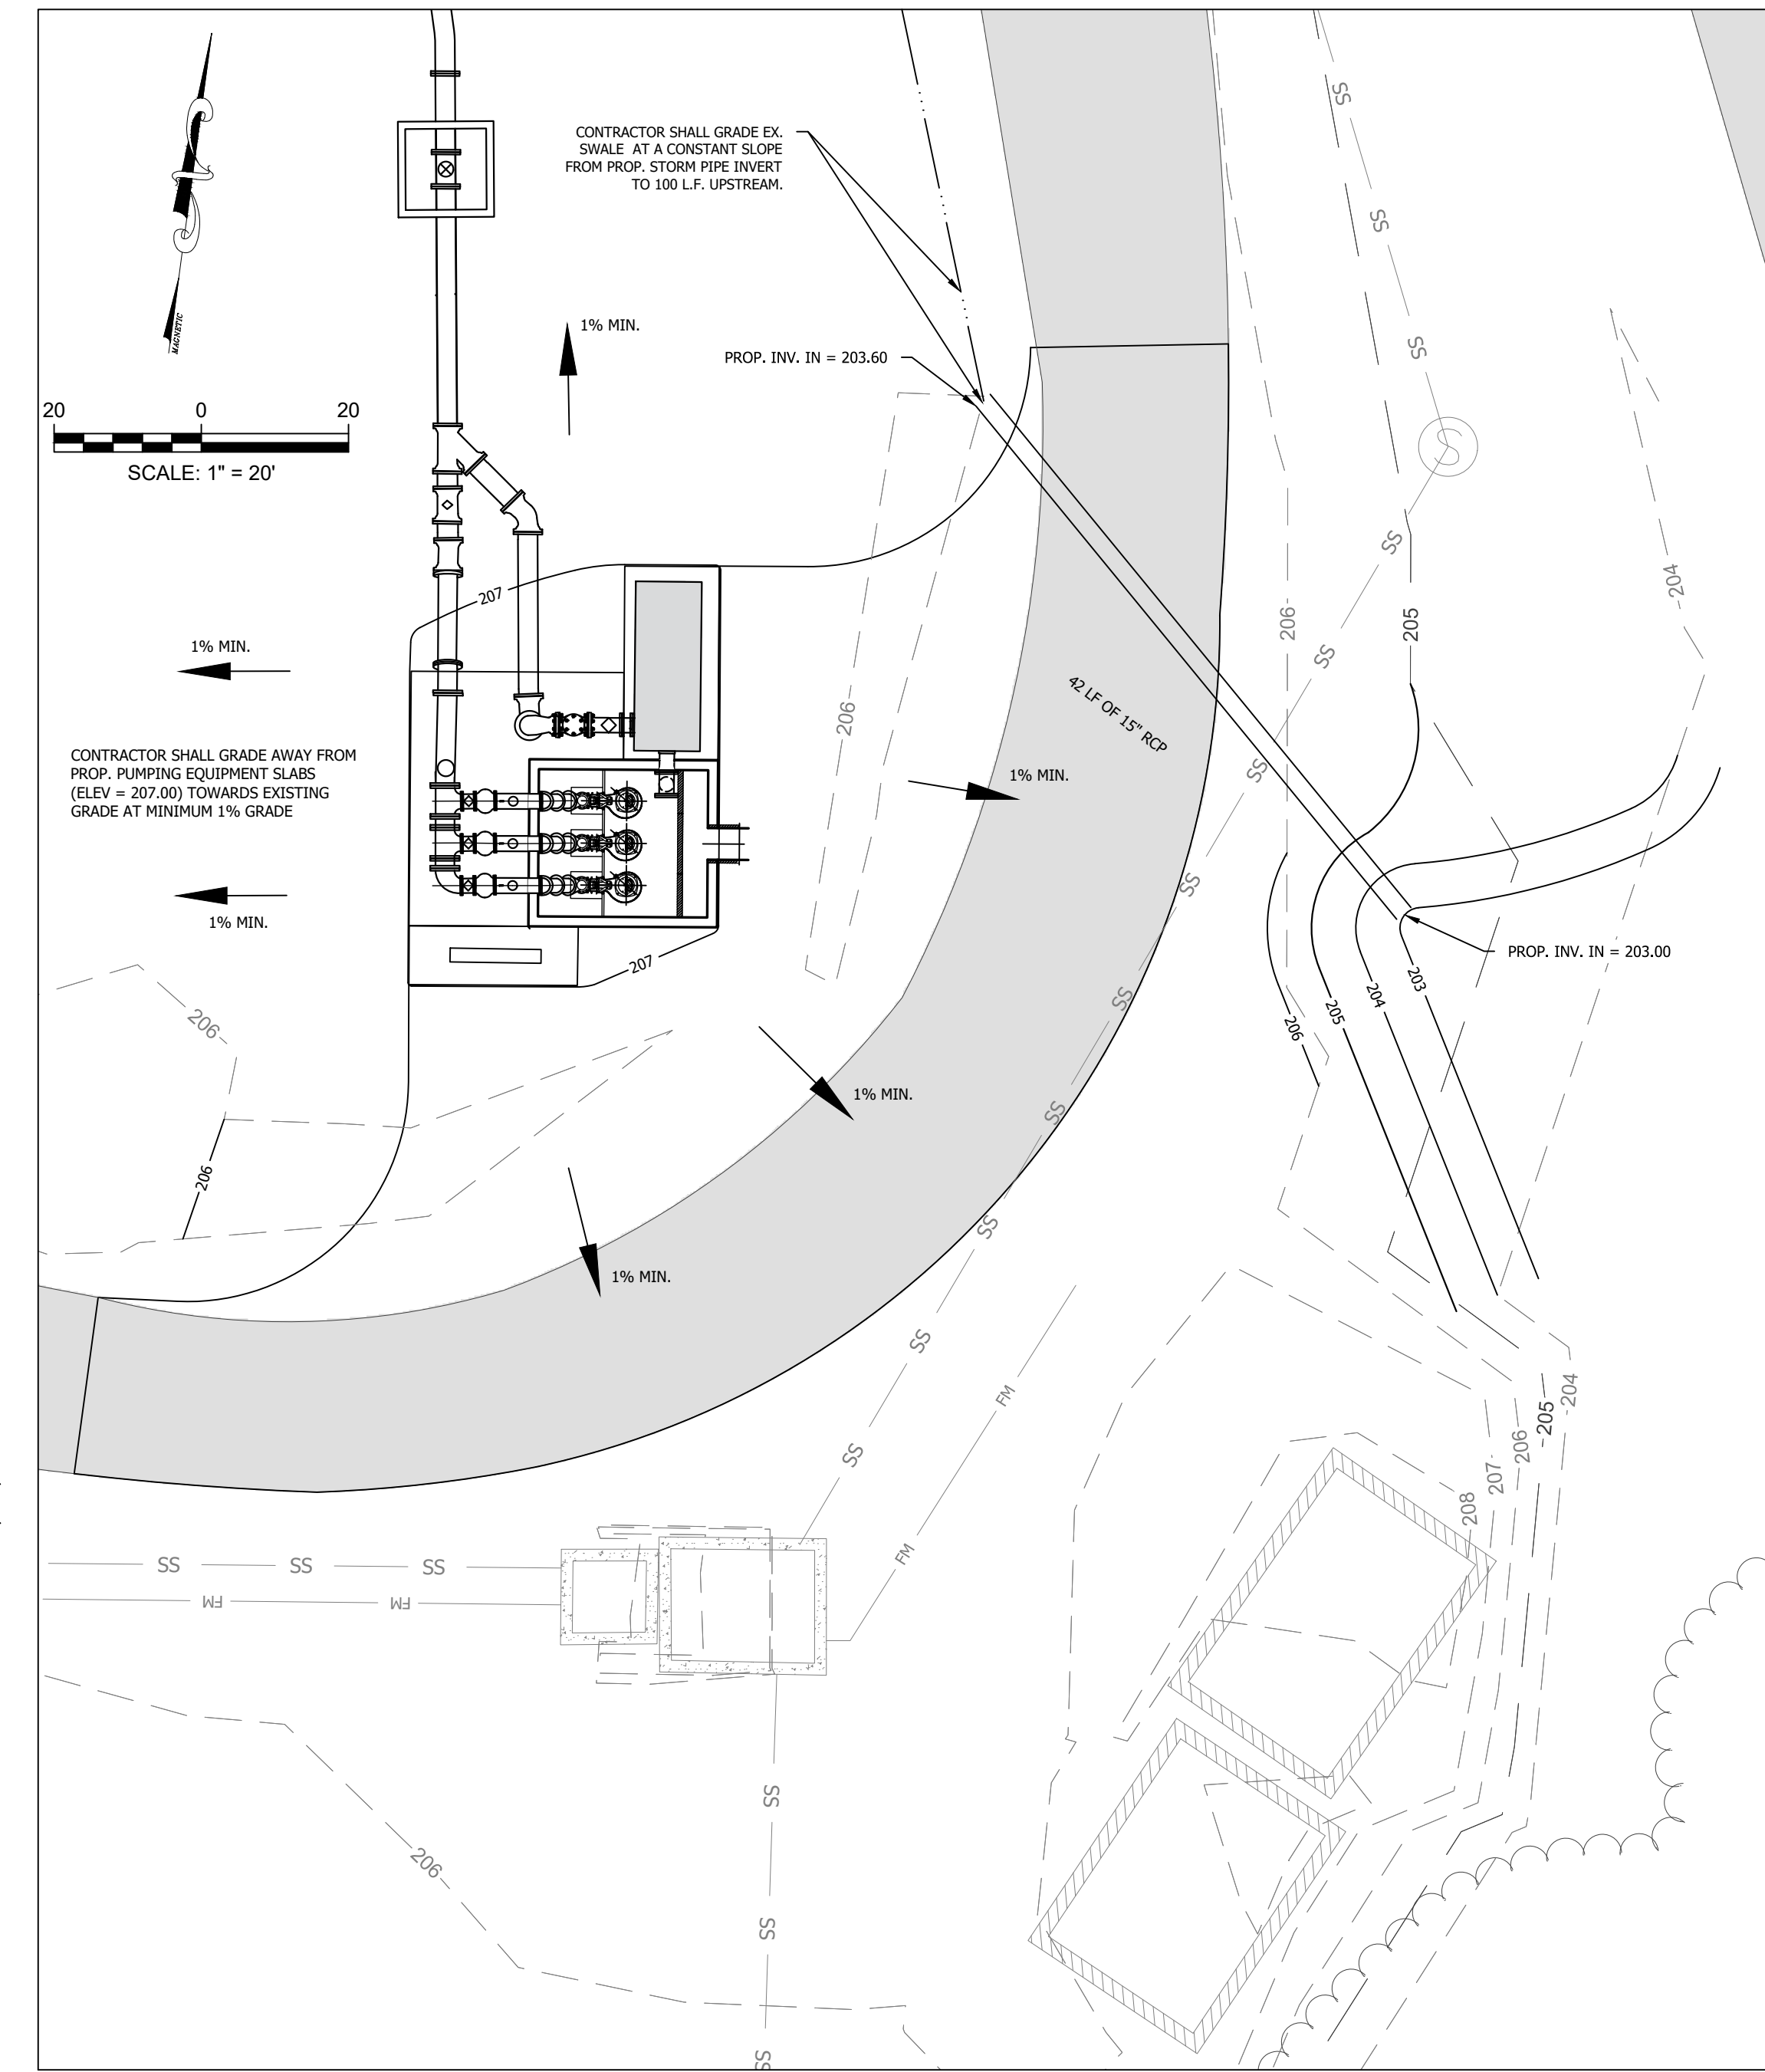 CONTRACTOR SHALL GRADE EX.
SWALE AT A CONSTANT SLOPE
FROM PROP. STORM PIPE INVERT
TO 100 L.F. UPSTREAM.
MAGNETIC
20 0 20
SCALE: 1" = 20'
1% MIN.
PROP. INV. IN = 203.60
SS
SS
SS
S
SS
204
207
206
205
1% MIN.
SS
206
42 LF OF 15" RCP
CONTRACTOR SHALL GRADE AWAY FROM
PROP. PUMPING EQUIPMENT SLABS
(ELEV = 207.00) TOWARDS EXISTING
GRADE AT MINIMUM 1% GRADE
1% MIN.
SS
SS
1% MIN.
207
PROP. INV. IN = 203.00
203
204
205
206
206
SS
1% MIN.
SS
206
1% MIN.
SS
SS
FM
204
205
206
207
208
SS
FM
SS SS SS
FM FM
SS
206
SS
SS